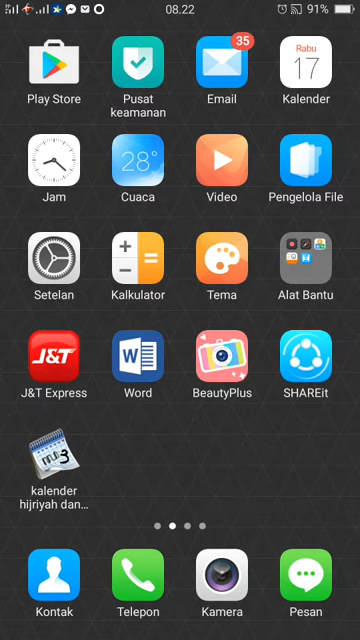 08.22
91%
35
Rabu
17
Play Store
Pusat keamanan
Email
Kalender
28°
Jam
Cuaca
Video
Pengelola File
Setelan
Kalkulator
Tema
Alat Bantu
J&T
W
J&T Express
Word
BeautyPlus
SHAREit
3
kalender
hijriyah dan...
Kontak
Telepon
Kamera
Pesan